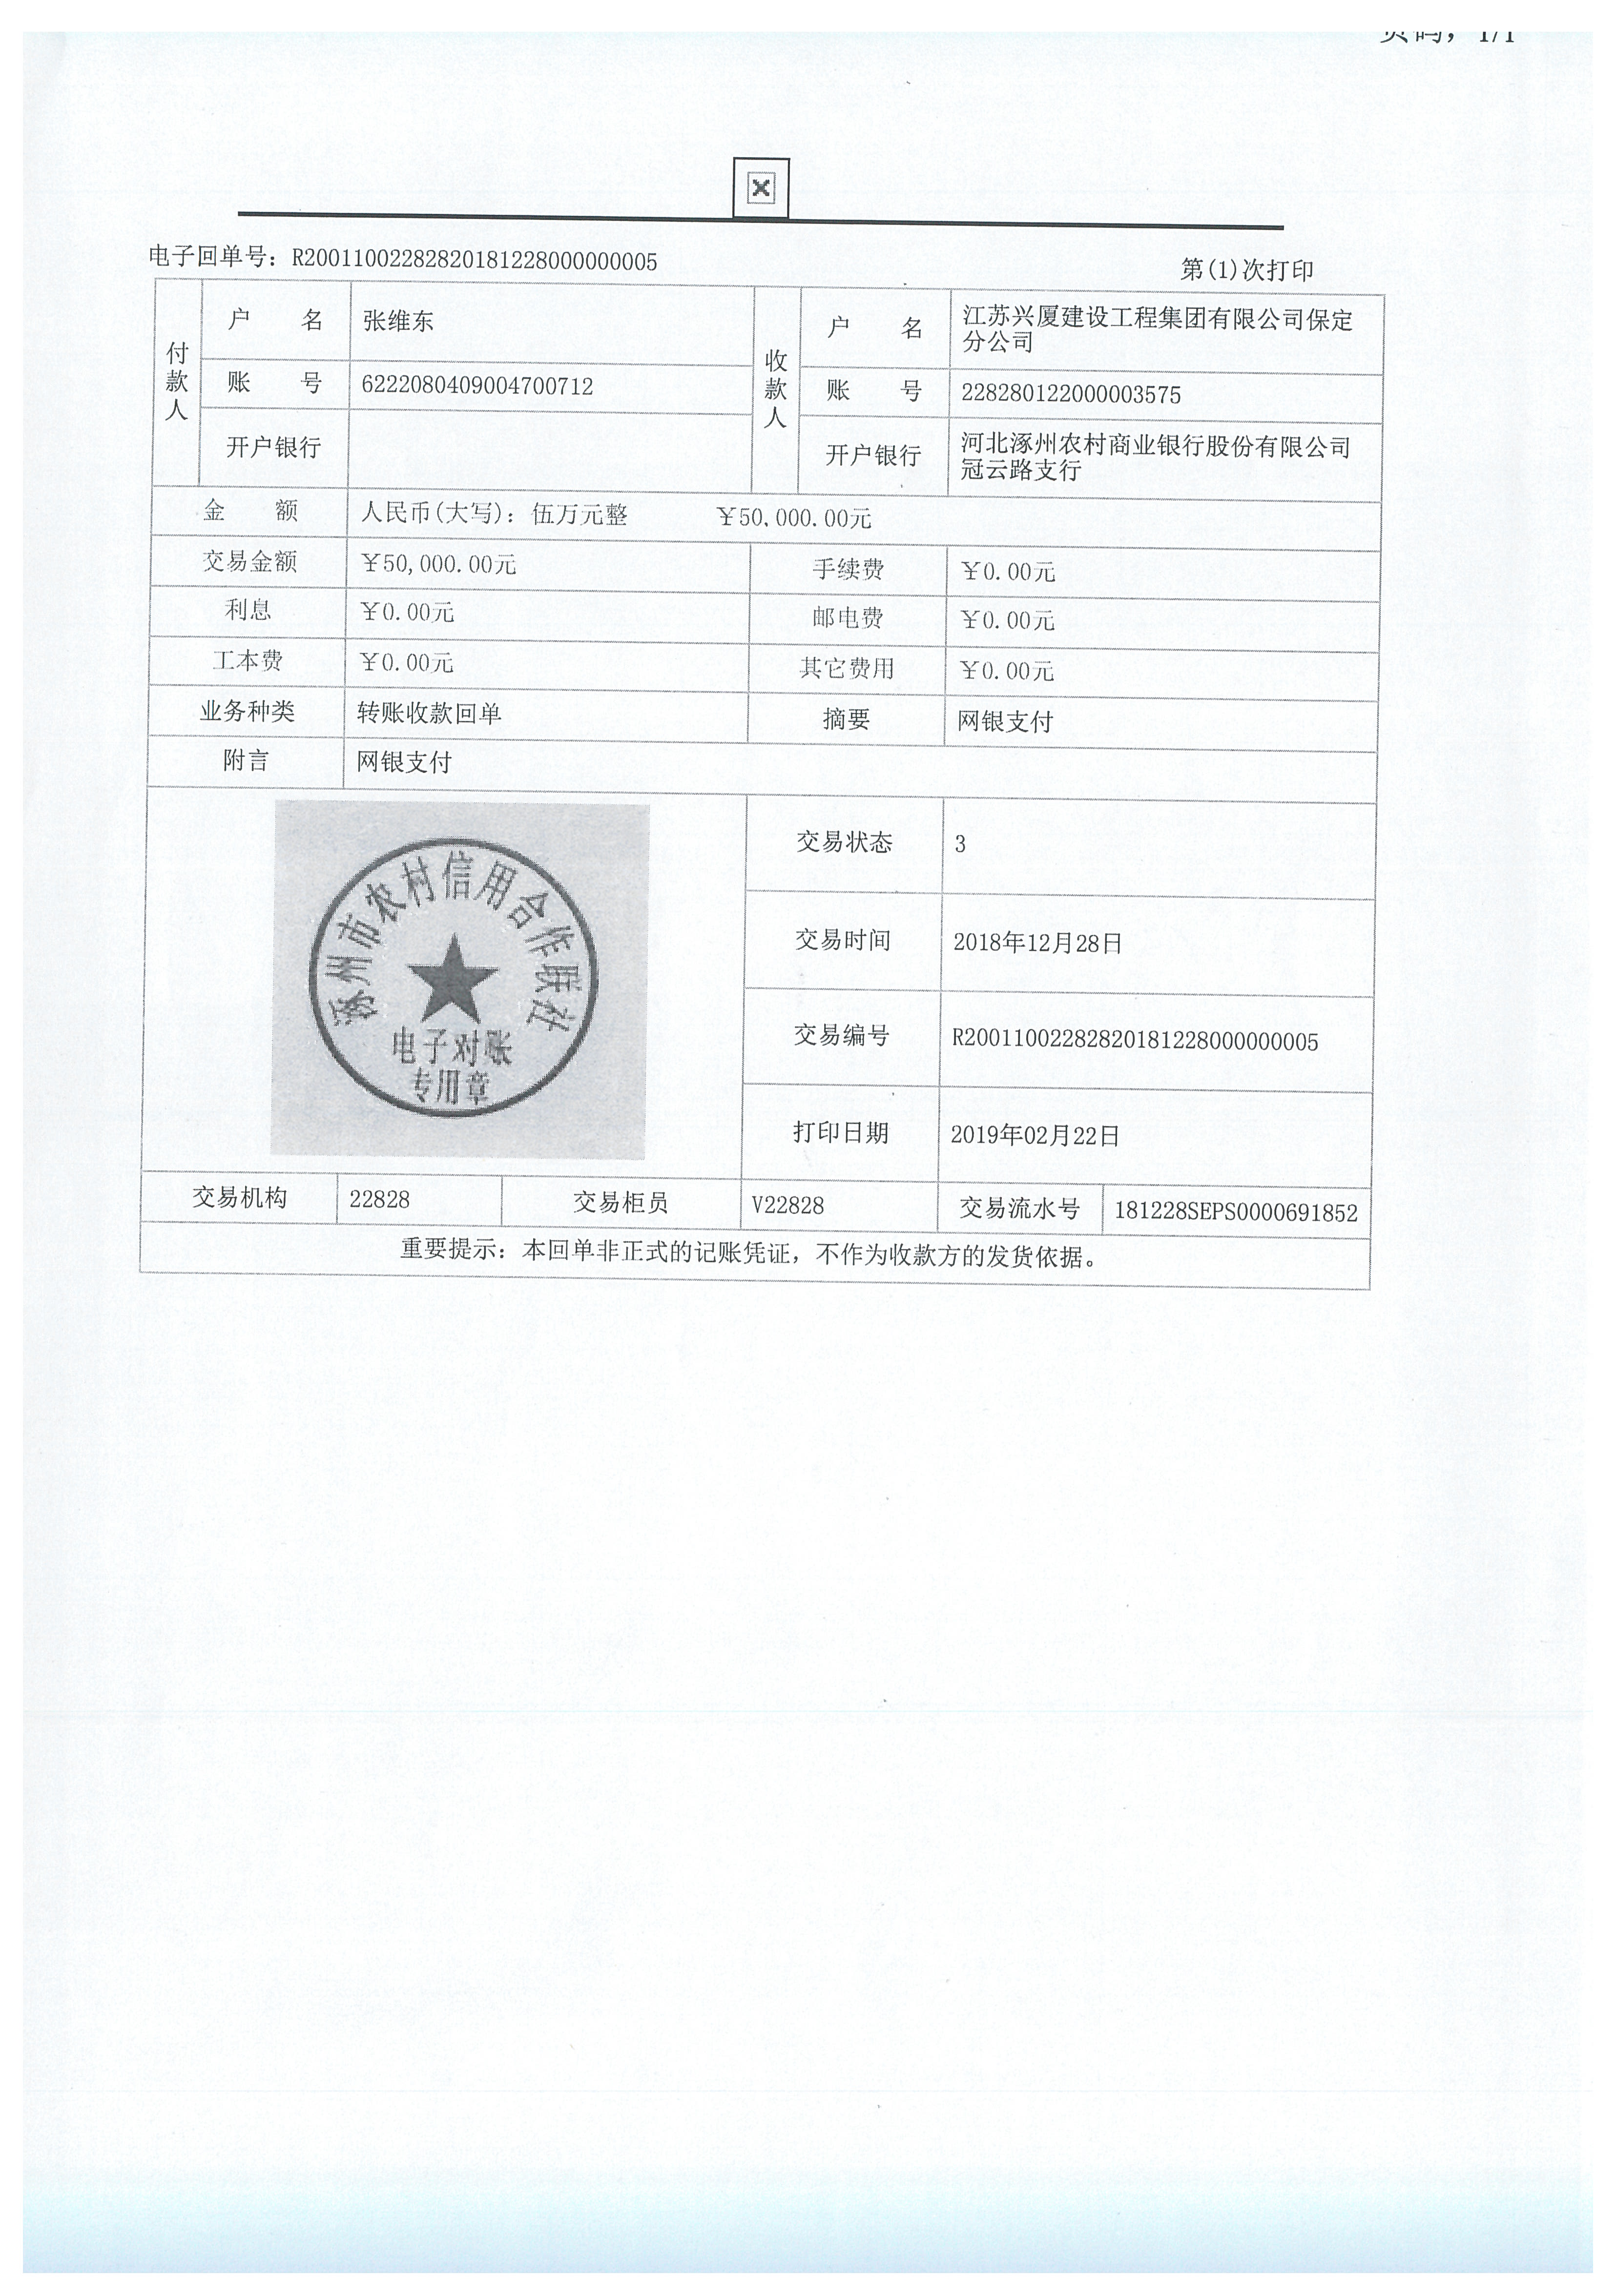 页码, 1/1
电子回单号: R200110022828201812280000000​05
第(1)次打印
付款人
户 名 张维东
收款人
户 名 江苏兴厦建设工程集团有限公司保定
分公司
账 号 6222080409004700712
账 号 228280122000003575
开户银行
开户银行 河北涿州农村商业银行股份有限公司
冠云路支行
金 额 人民币(大写): 伍万元整 ￥50,000.00元
交易金额 ￥50,000.00元 手续费 ￥0.00元
利息 ￥0.00元 邮电费 ￥0.00元
工本费 ￥0.00元 其它费用 ￥0.00元
业务种类 转账收款回单 摘要 网银支付
附言 网银支付
涿州市农村信用合作联社
电子对账
专用章
交易状态 3
交易时间 2018年12月28日
交易编号 R20011002282820181228000000005
打印日期 2019年02月22日
交易机构 22828 交易柜员 V22828 交易流水号 181228SEPS0000691852
重要提示: 本回单非正式的记账凭证, 不作为收款方的发货依据。